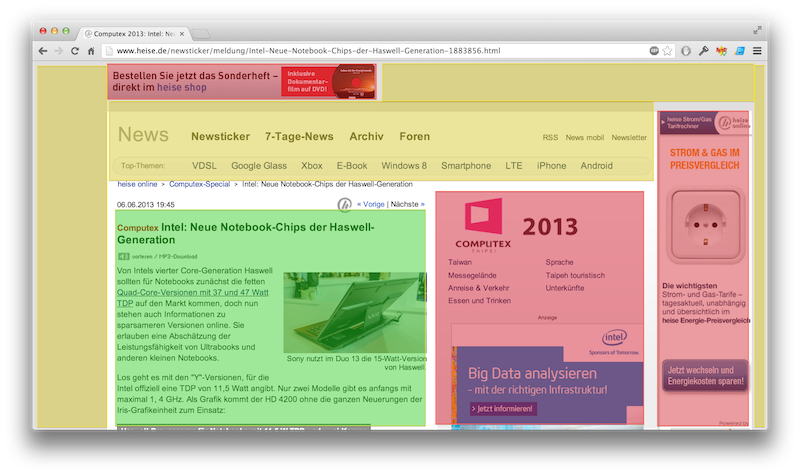 Computex 2013: Intel: Ne
www.heise.de/newsticker/meldung/Intel-Neue-Notebook-Chips-der-Haswell-Generation-1883856.html
Bestellen Sie jetzt das Sonderheft –
direkt im heise shop
Inklusive
Dokumentar-
film auf DVD!
heise Strom/Gas
Tarifrechner
heise
online
News
Newsticker 7-Tage-News Archiv Foren
RSS News mobil Newsletter
Top-Themen: VDSL Google Glass Xbox E-Book Windows 8 Smartphone LTE iPhone Android
heise online > Computex-Special > Intel: Neue Notebook-Chips der Haswell-Generation
06.06.2013 19:45
« Vorige | Nächste »
Computex Intel: Neue Notebook-Chips der Haswell-
Generation
43 vorlesen / MP3-Download
Von Intels vierter Core-Generation Haswell
sollten für Notebooks zunächst die fetten
Quad-Core-Versionen mit 37 und 47 Watt
TDP auf den Markt kommen, doch nun
stehen auch Informationen zu
sparsameren Versionen online. Sie
erlauben eine Abschätzung der
Leistungsfähigkeit von Ultrabooks und
anderen kleinen Notebooks.
Sony nutzt im Duo 13 die 15-Watt-Version
von Haswell.
Los geht es mit den "Y"-Versionen, für die
Intel offiziell eine TDP von 11,5 Watt angibt. Nur zwei Modelle gibt es anfangs mit
maximal 1, 4 GHz. Als Grafik kommt der HD 4200 ohne die ganzen Neuerungen der
Iris-Grafikeinheit zum Einsatz:
COMPUTEX
TAIPEI
2013
Taiwan Sprache
Messegelände Taipeh touristisch
Anreise & Verkehr Unterkünfte
Essen und Trinken
Anzeige
intel
Sponsors of Tomorrow.
Big Data analysieren
– mit der richtigen Infrastruktur!
> Jetzt informieren!
STROM & GAS IM
PREISVERGLEICH
Die wichtigsten
Strom- und Gas-Tarife –
tagesaktuell, unabhängig
und übersichtlich im
heise Energie-Preisvergleich
Jetzt wechseln und
Energiekosten sparen!
Powered by